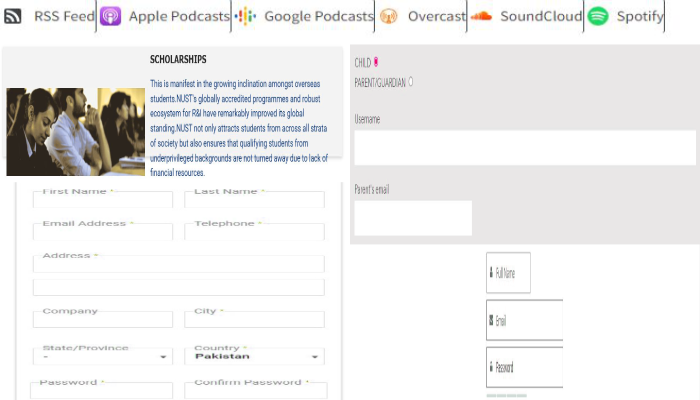 RSS Feed Apple Podcasts Google Podcasts Overcast SoundCloud Spotify
SCHOLARSHIPS
This is manifest in the growing inclination amongst overseas
students.NUST's globally accredited programmes and robust
ecosystem for R&I have remarkably improved its global
standing.NUST not only attracts students from across all strata
of society but also ensures that qualifying students from
underprivileged backgrounds are not turned away due to lack of
financial resources.
First Name * Last Name *
Email Address * Telephone *
Address *
Company City *
State/Province Country *
- Pakistan
Password * Confirm Password *
CHILD
PARENT/GUARDIAN
Username
Parent's email
Full Name
Email
Password